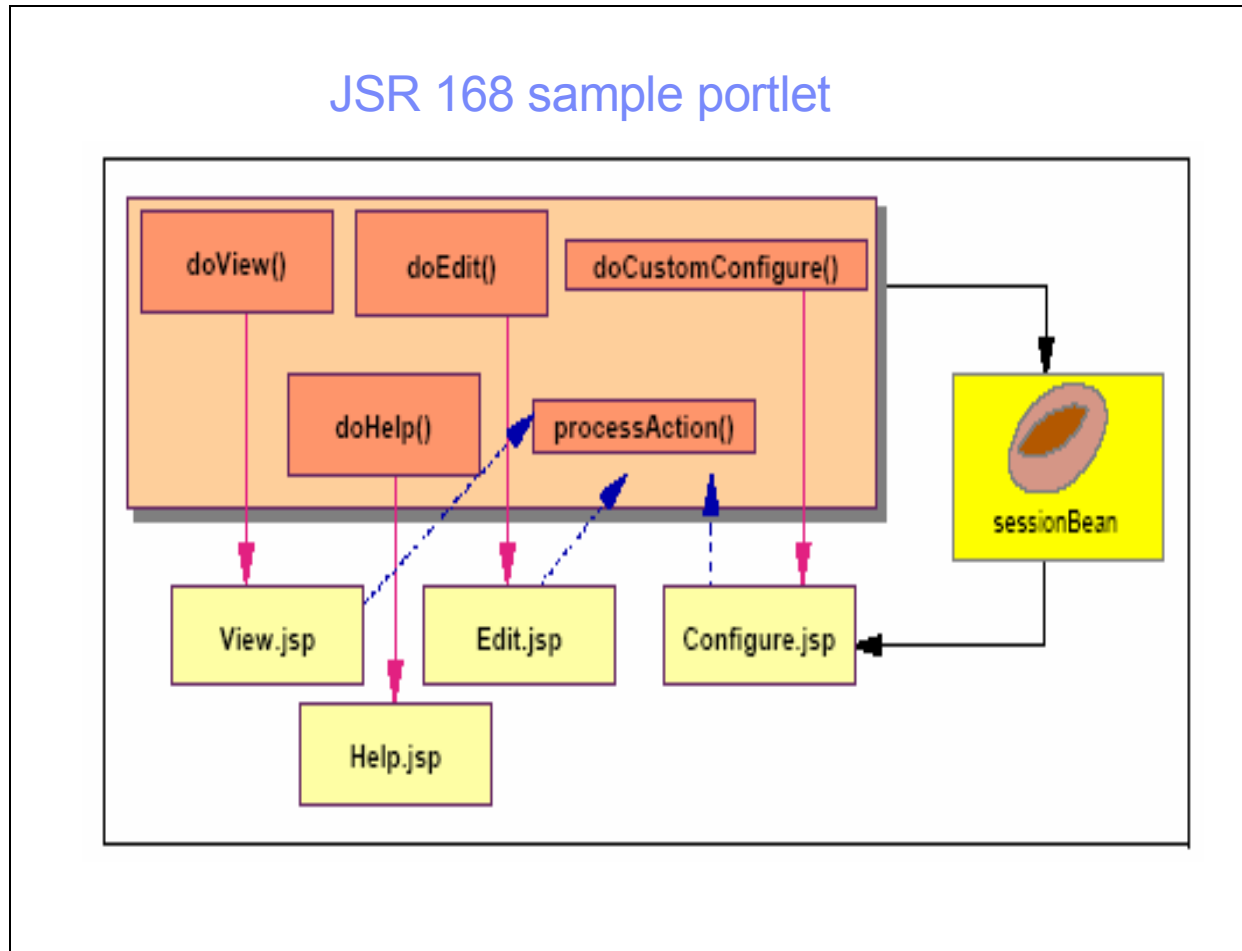 JSR 168 sample portlet
doView()
doEdit()
doCustomConfigure()
doHelp()
processAction()
sessionBean
View.jsp
Edit.jsp
Configure.jsp
Help.jsp